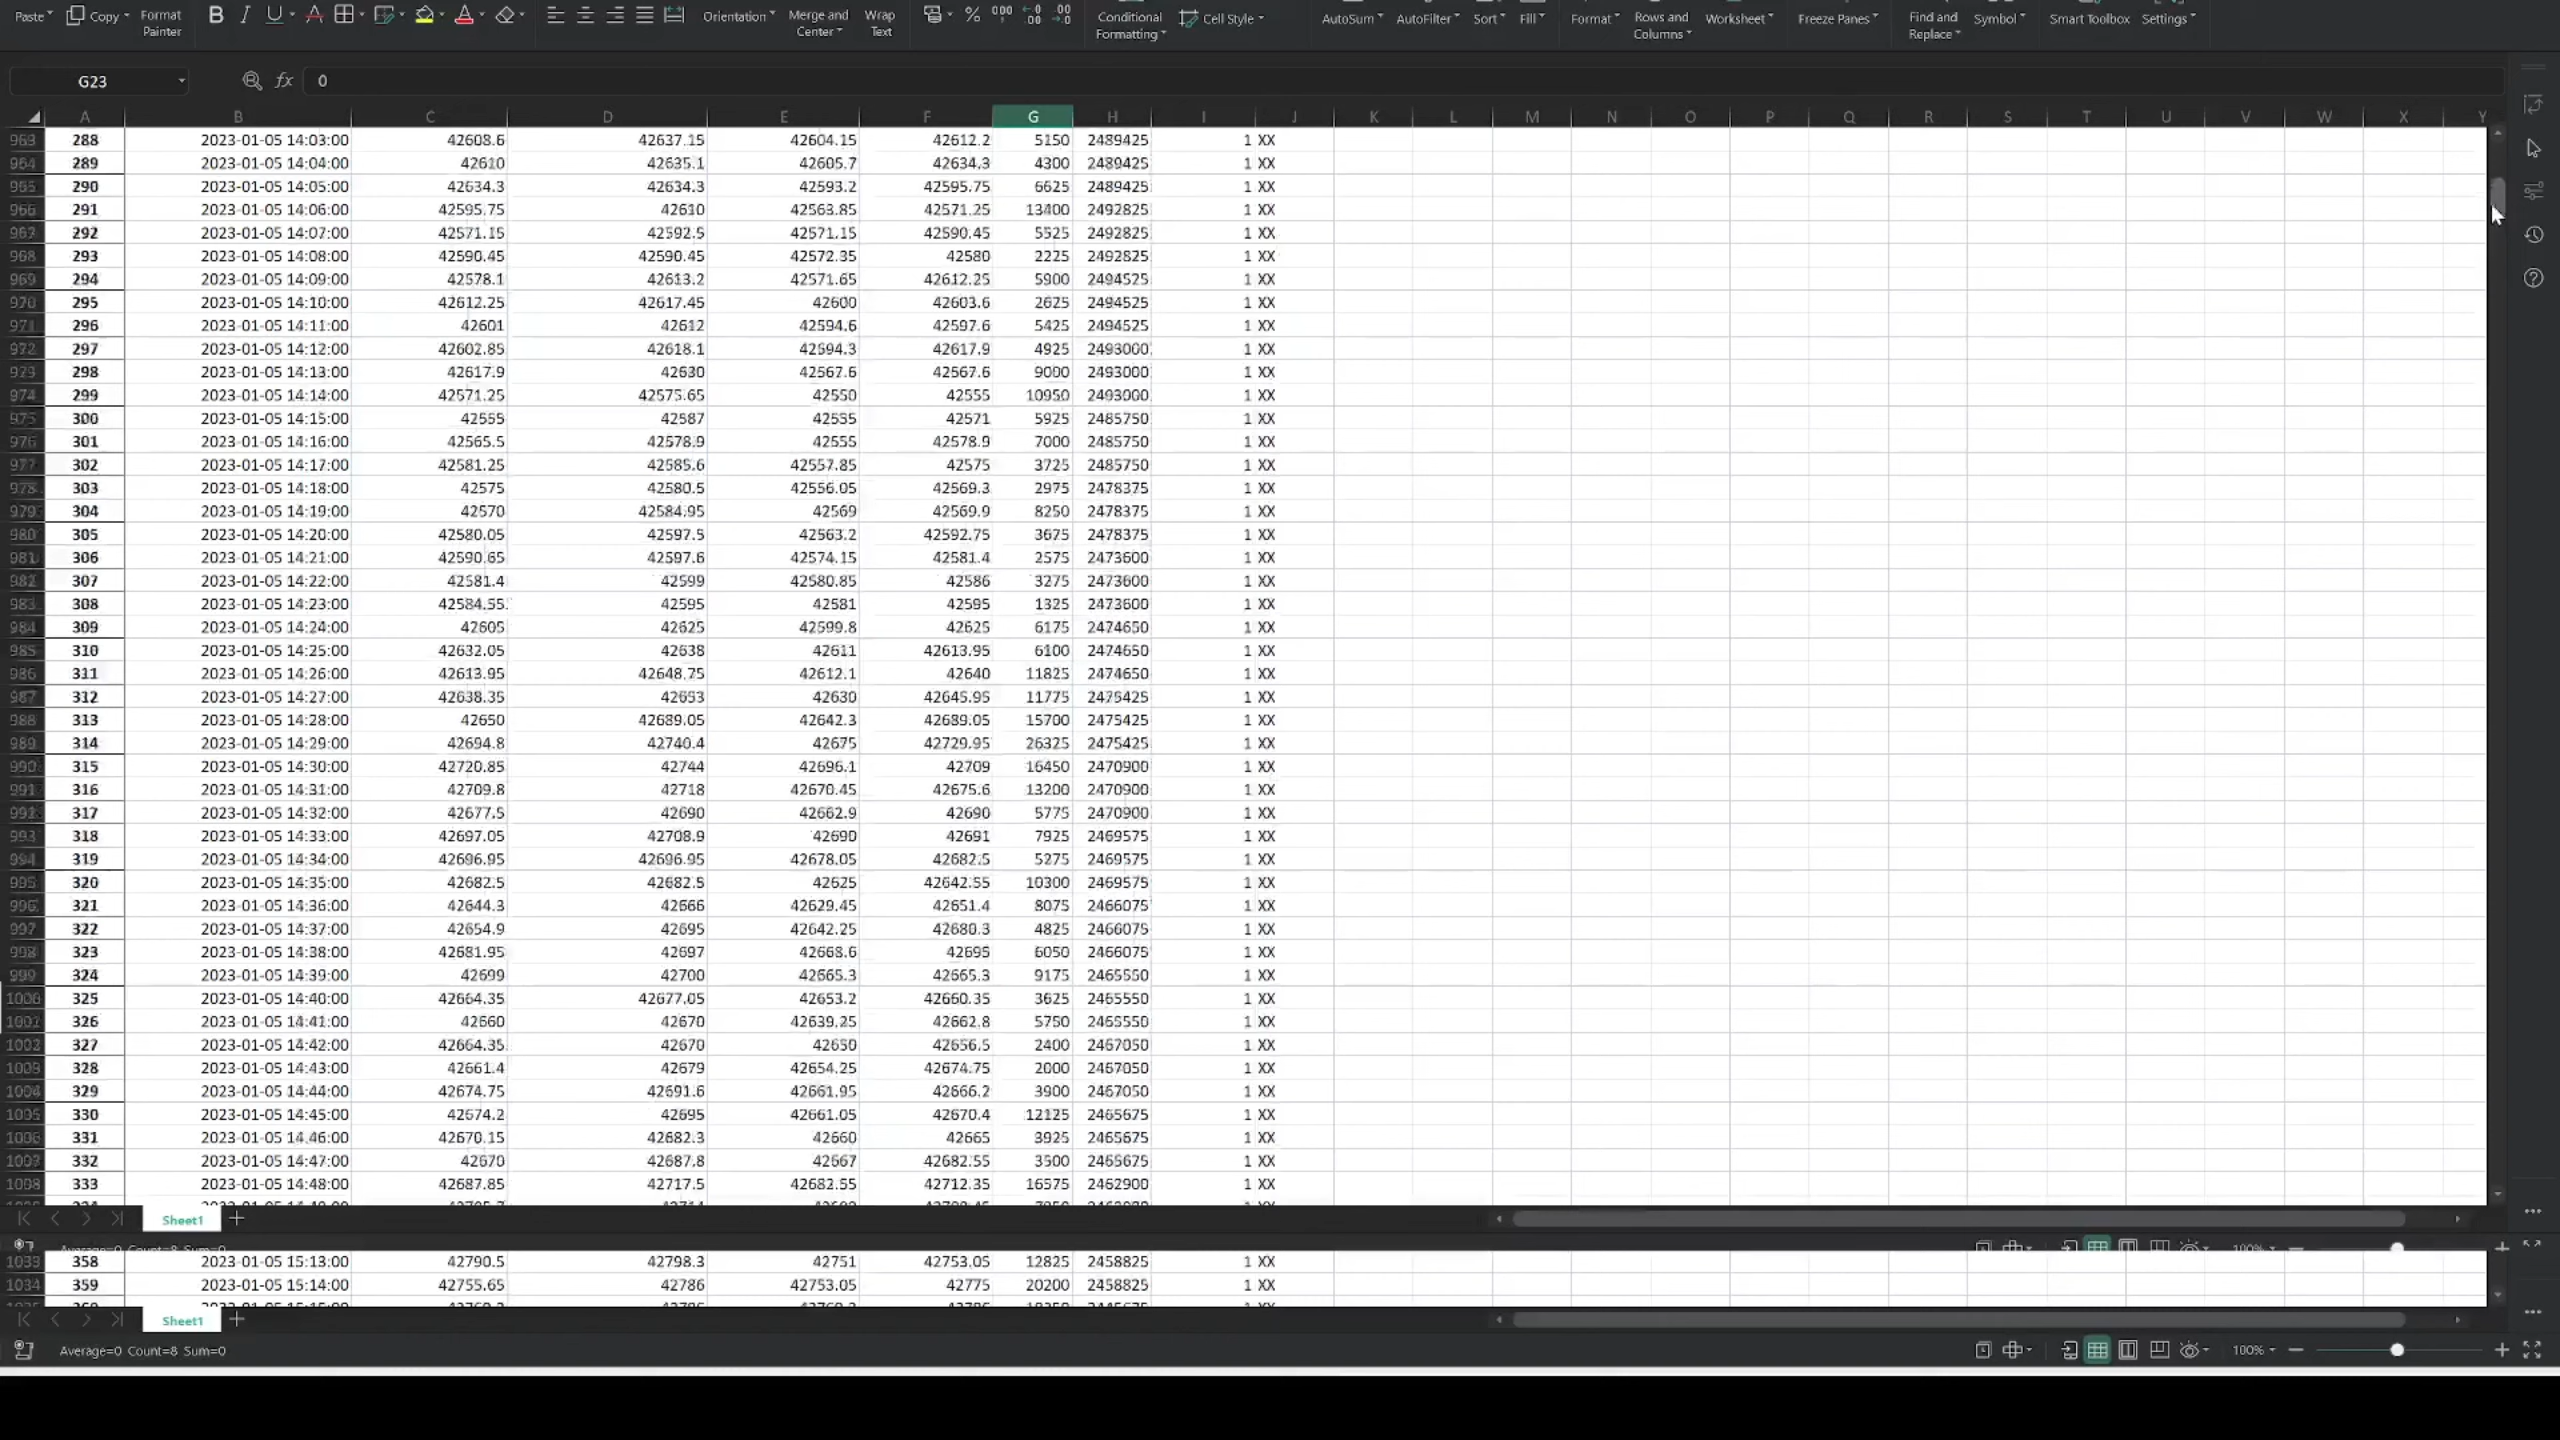 Paste Copy Format Painter B I U A Orientation Merge and Center Wrap Text % 000 Conditional Formatting Cell Style AutoSum AutoFilter Sort Fill Format Rows and Columns Worksheet Freeze Panes Find and Replace Symbol Smart Toolbox Settings
G23 fx 0
A B C D E F G H I J K L M N O P Q R S T U V W X Y
963 288 2023-01-05 14:03:00 42608.6 42637.15 42604.15 42612.2 5150 2489425 1 XX
964 289 2023-01-05 14:04:00 42610 42635.1 42605.7 42634.3 4300 2489425 1 XX
965 290 2023-01-05 14:05:00 42634.3 42634.3 42593.2 42595.75 6625 2489425 1 XX
966 291 2023-01-05 14:06:00 42595.75 42610 42563.85 42571.25 13400 2492825 1 XX
967 292 2023-01-05 14:07:00 42571.15 42592.5 42571.15 42590.45 5525 2492825 1 XX
968 293 2023-01-05 14:08:00 42590.45 42590.45 42572.35 42580 2225 2492825 1 XX
969 294 2023-01-05 14:09:00 42578.1 42613.2 42571.65 42612.25 5900 2494525 1 XX
970 295 2023-01-05 14:10:00 42612.25 42617.45 42600 42603.6 2625 2494525 1 XX
971 296 2023-01-05 14:11:00 42601 42612 42594.6 42597.6 5425 2494525 1 XX
972 297 2023-01-05 14:12:00 42602.85 42618.1 42594.3 42617.9 4925 2493000 1 XX
973 298 2023-01-05 14:13:00 42617.9 42630 42567.6 42567.6 9000 2493000 1 XX
974 299 2023-01-05 14:14:00 42571.25 42575.65 42550 42555 10950 2493000 1 XX
975 300 2023-01-05 14:15:00 42555 42587 42555 42571 5925 2485750 1 XX
976 301 2023-01-05 14:16:00 42565.5 42578.9 42555 42578.9 7000 2485750 1 XX
977 302 2023-01-05 14:17:00 42581.25 42585.6 42557.85 42575 3725 2485750 1 XX
978 303 2023-01-05 14:18:00 42575 42580.5 42556.05 42569.3 2975 2478375 1 XX
979 304 2023-01-05 14:19:00 42570 42584.95 42569 42569.9 8250 2478375 1 XX
980 305 2023-01-05 14:20:00 42580.05 42597.5 42563.2 42592.75 3675 2478375 1 XX
981 306 2023-01-05 14:21:00 42590.65 42597.6 42574.15 42581.4 2575 2473600 1 XX
982 307 2023-01-05 14:22:00 42581.4 42599 42580.85 42586 3275 2473600 1 XX
983 308 2023-01-05 14:23:00 42584.55 42595 42581 42595 1325 2473600 1 XX
984 309 2023-01-05 14:24:00 42605 42625 42599.8 42625 6175 2474650 1 XX
985 310 2023-01-05 14:25:00 42632.05 42638 42611 42613.95 6100 2474650 1 XX
986 311 2023-01-05 14:26:00 42613.95 42648.75 42612.1 42640 11825 2474650 1 XX
987 312 2023-01-05 14:27:00 42638.35 42653 42630 42645.95 11775 2475425 1 XX
988 313 2023-01-05 14:28:00 42650 42689.05 42642.3 42689.05 15700 2475425 1 XX
989 314 2023-01-05 14:29:00 42694.8 42740.4 42675 42729.95 26325 2475425 1 XX
990 315 2023-01-05 14:30:00 42720.85 42744 42696.1 42709 16450 2470900 1 XX
991 316 2023-01-05 14:31:00 42709.8 42718 42670.45 42675.6 13200 2470900 1 XX
992 317 2023-01-05 14:32:00 42677.5 42690 42662.9 42690 5775 2470900 1 XX
993 318 2023-01-05 14:33:00 42697.05 42708.9 42690 42691 7925 2469575 1 XX
994 319 2023-01-05 14:34:00 42696.95 42696.95 42678.05 42682.5 5275 2469575 1 XX
995 320 2023-01-05 14:35:00 42682.5 42682.5 42625 42642.55 10300 2469575 1 XX
996 321 2023-01-05 14:36:00 42644.3 42666 42629.45 42651.4 8075 2466075 1 XX
997 322 2023-01-05 14:37:00 42654.9 42695 42642.25 42680.3 4825 2466075 1 XX
998 323 2023-01-05 14:38:00 42681.95 42697 42668.6 42695 6050 2466075 1 XX
999 324 2023-01-05 14:39:00 42699 42700 42665.3 42665.3 9175 2465550 1 XX
1000 325 2023-01-05 14:40:00 42664.35 42677.05 42653.2 42660.35 3625 2465550 1 XX
1001 326 2023-01-05 14:41:00 42660 42670 42639.25 42662.8 5750 2465550 1 XX
1002 327 2023-01-05 14:42:00 42664.35 42670 42650 42656.5 2400 2467050 1 XX
1003 328 2023-01-05 14:43:00 42661.4 42679 42654.25 42674.75 2000 2467050 1 XX
1004 329 2023-01-05 14:44:00 42674.75 42691.6 42661.95 42666.2 3900 2467050 1 XX
1005 330 2023-01-05 14:45:00 42674.2 42695 42661.05 42670.4 12125 2465675 1 XX
1006 331 2023-01-05 14:46:00 42670.15 42682.3 42660 42665 3925 2465675 1 XX
1007 332 2023-01-05 14:47:00 42670 42687.8 42667 42682.55 3500 2465675 1 XX
1008 333 2023-01-05 14:48:00 42687.85 42717.5 42682.55 42712.35 16575 2462900 1 XX
Sheet1 +
1033 358 2023-01-05 15:13:00 42790.5 42798.3 42751 42753.05 12825 2458825 1 XX
1034 359 2023-01-05 15:14:00 42755.65 42786 42753.05 42775 20200 2458825 1 XX
Sheet1 +
Average=0 Count=8 Sum=0 100%